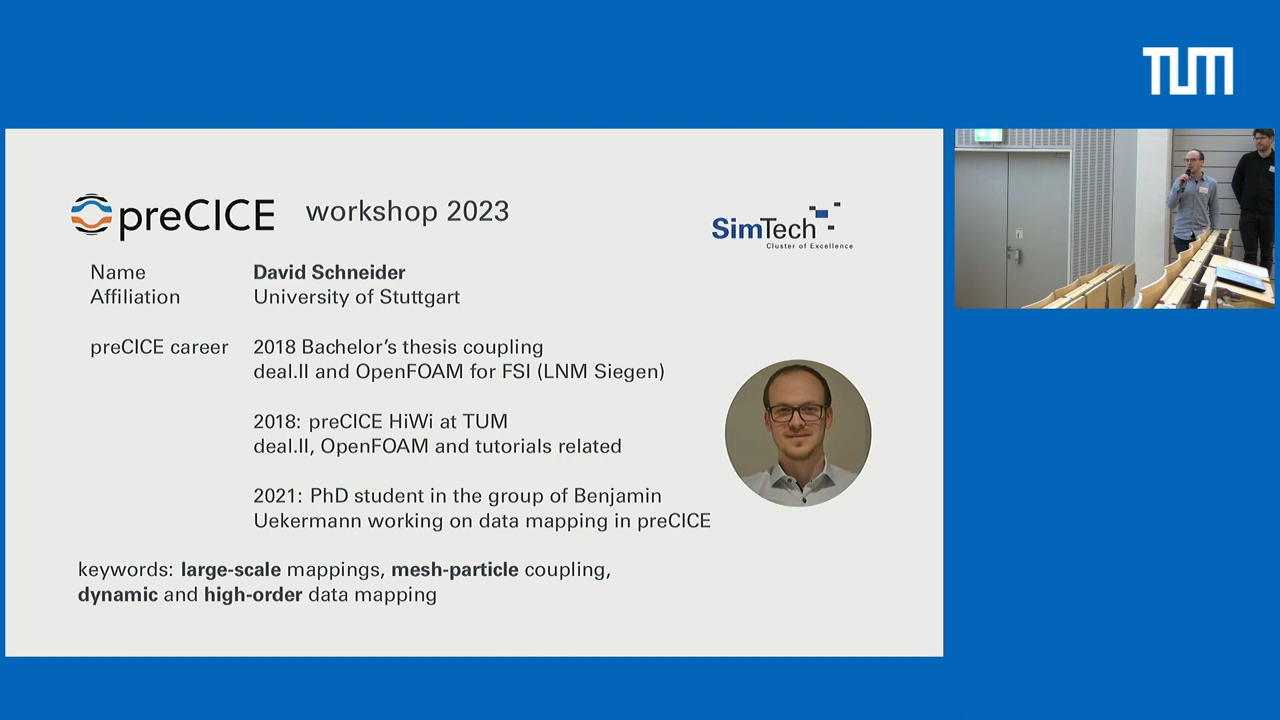 TUM
preCICE workshop 2023
SimTech
Cluster of Excellence
Name David Schneider
Affiliation University of Stuttgart
preCICE career 2018 Bachelor's thesis coupling
deal.II and OpenFOAM for FSI (LNM Siegen)
2018: preCICE HiWi at TUM
deal.II, OpenFOAM and tutorials related
2021: PhD student in the group of Benjamin
Uekermann working on data mapping in preCICE
keywords: large-scale mappings, mesh-particle coupling,
dynamic and high-order data mapping